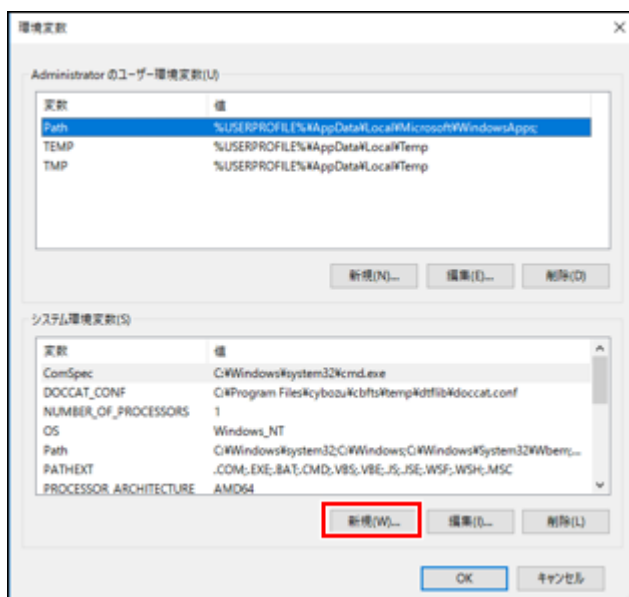 環境変数
Administrator のユーザー環境変数(U)
変数 値
Path %USERPROFILE%¥AppData¥Local¥Microsoft¥WindowsApps;
TEMP %USERPROFILE%¥AppData¥Local¥Temp
TMP %USERPROFILE%¥AppData¥Local¥Temp
新規(N)... 編集(E)... 削除(D)
システム環境変数(S)
変数 値
ComSpec C:¥Windows¥system32¥cmd.exe
DOCCAT_CONF C:¥Program Files¥cybozu¥cbfts¥temp¥dtflib¥doccat.conf
NUMBER_OF_PROCESSORS 1
OS Windows_NT
Path C:¥Windows¥system32;C:¥Windows;C:¥Windows¥System32¥Wbem;...
PATHEXT .COM;.EXE;.BAT;.CMD;.VBS;.VBE;.JS;.JSE;.WSF;.WSH;.MSC
PROCESSOR_ARCHITECTURE AMD64
新規(W)... 編集(I)... 削除(L)
OK キャンセル